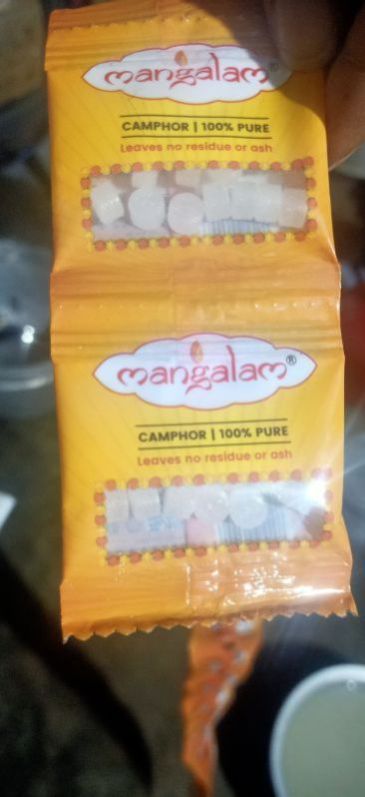 mangalam
CAMPHOR | 100% PURE
Leaves no residue or ash
mangalam®
CAMPHOR | 100% PURE
Leaves no residue or ash